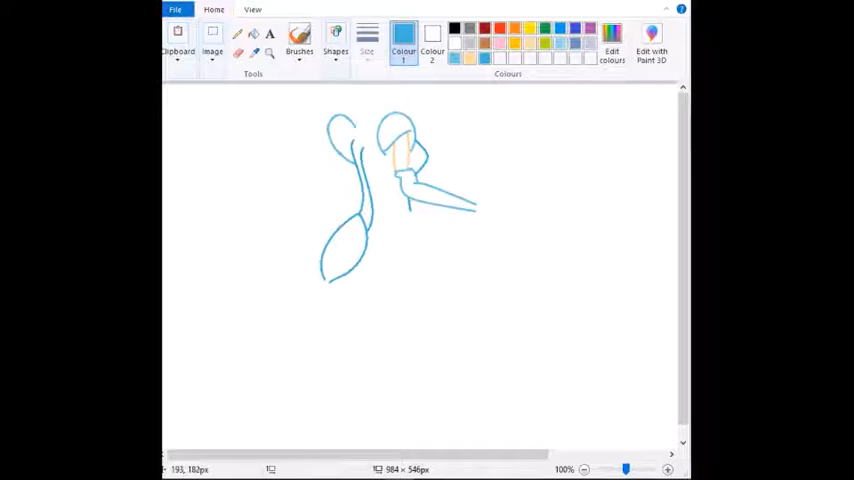 File Home View
Clipboard Image Tools Brushes Shapes Size Colour 1 Colour 2 Edit colours Edit with Paint 3D
Colours
193, 182px 984 × 546px 100%